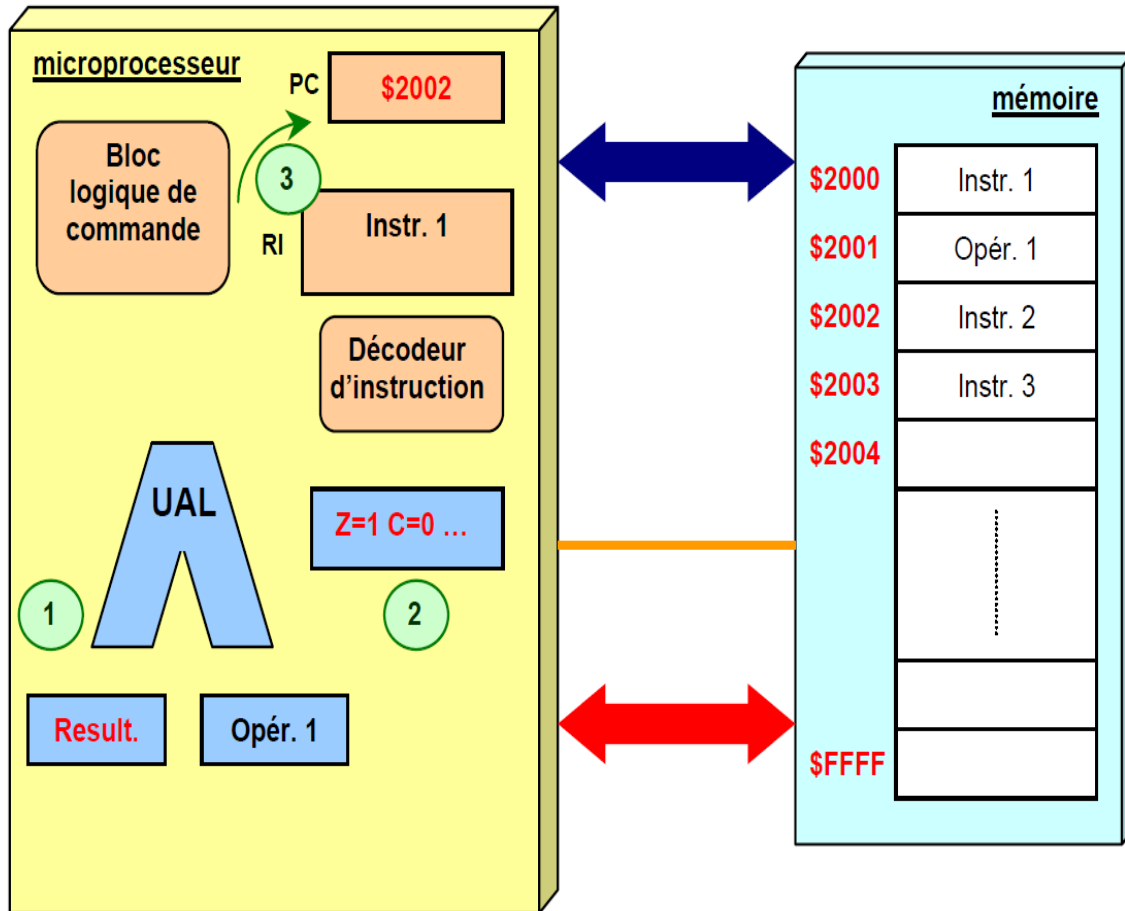 microprocesseur
PC
$2002
Bloc
logique de
commande
3
RI
Instr. 1
Décodeur
d’instruction
UAL
Z=1 C=0 ...
1
2
Result.
Opér. 1
mémoire
$2000
Instr. 1
$2001
Opér. 1
$2002
Instr. 2
$2003
Instr. 3
$2004
$FFFF